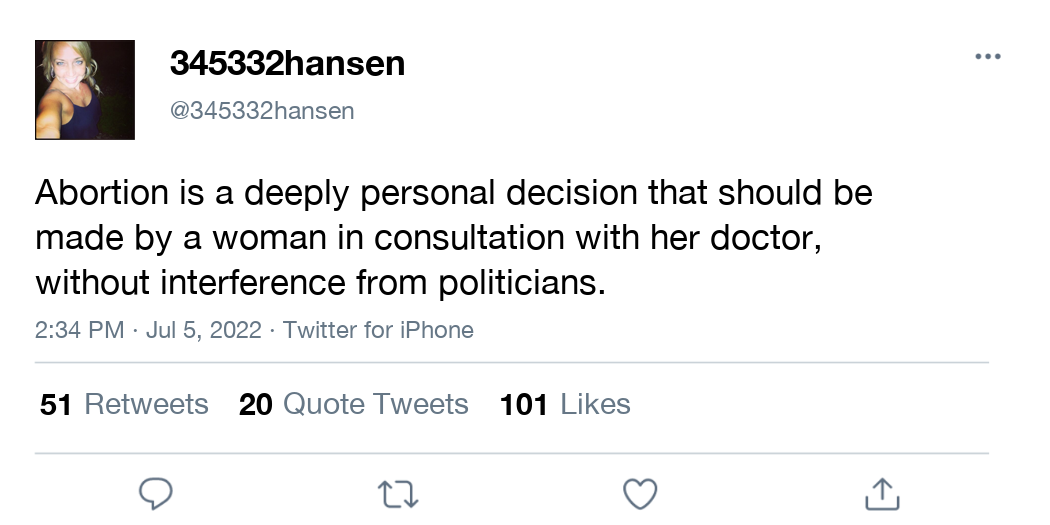 345332hansen
@345332hansen
Abortion is a deeply personal decision that should be
made by a woman in consultation with her doctor,
without interference from politicians.
2:34 PM · Jul 5, 2022 · Twitter for iPhone
51 Retweets 20 Quote Tweets 101 Likes